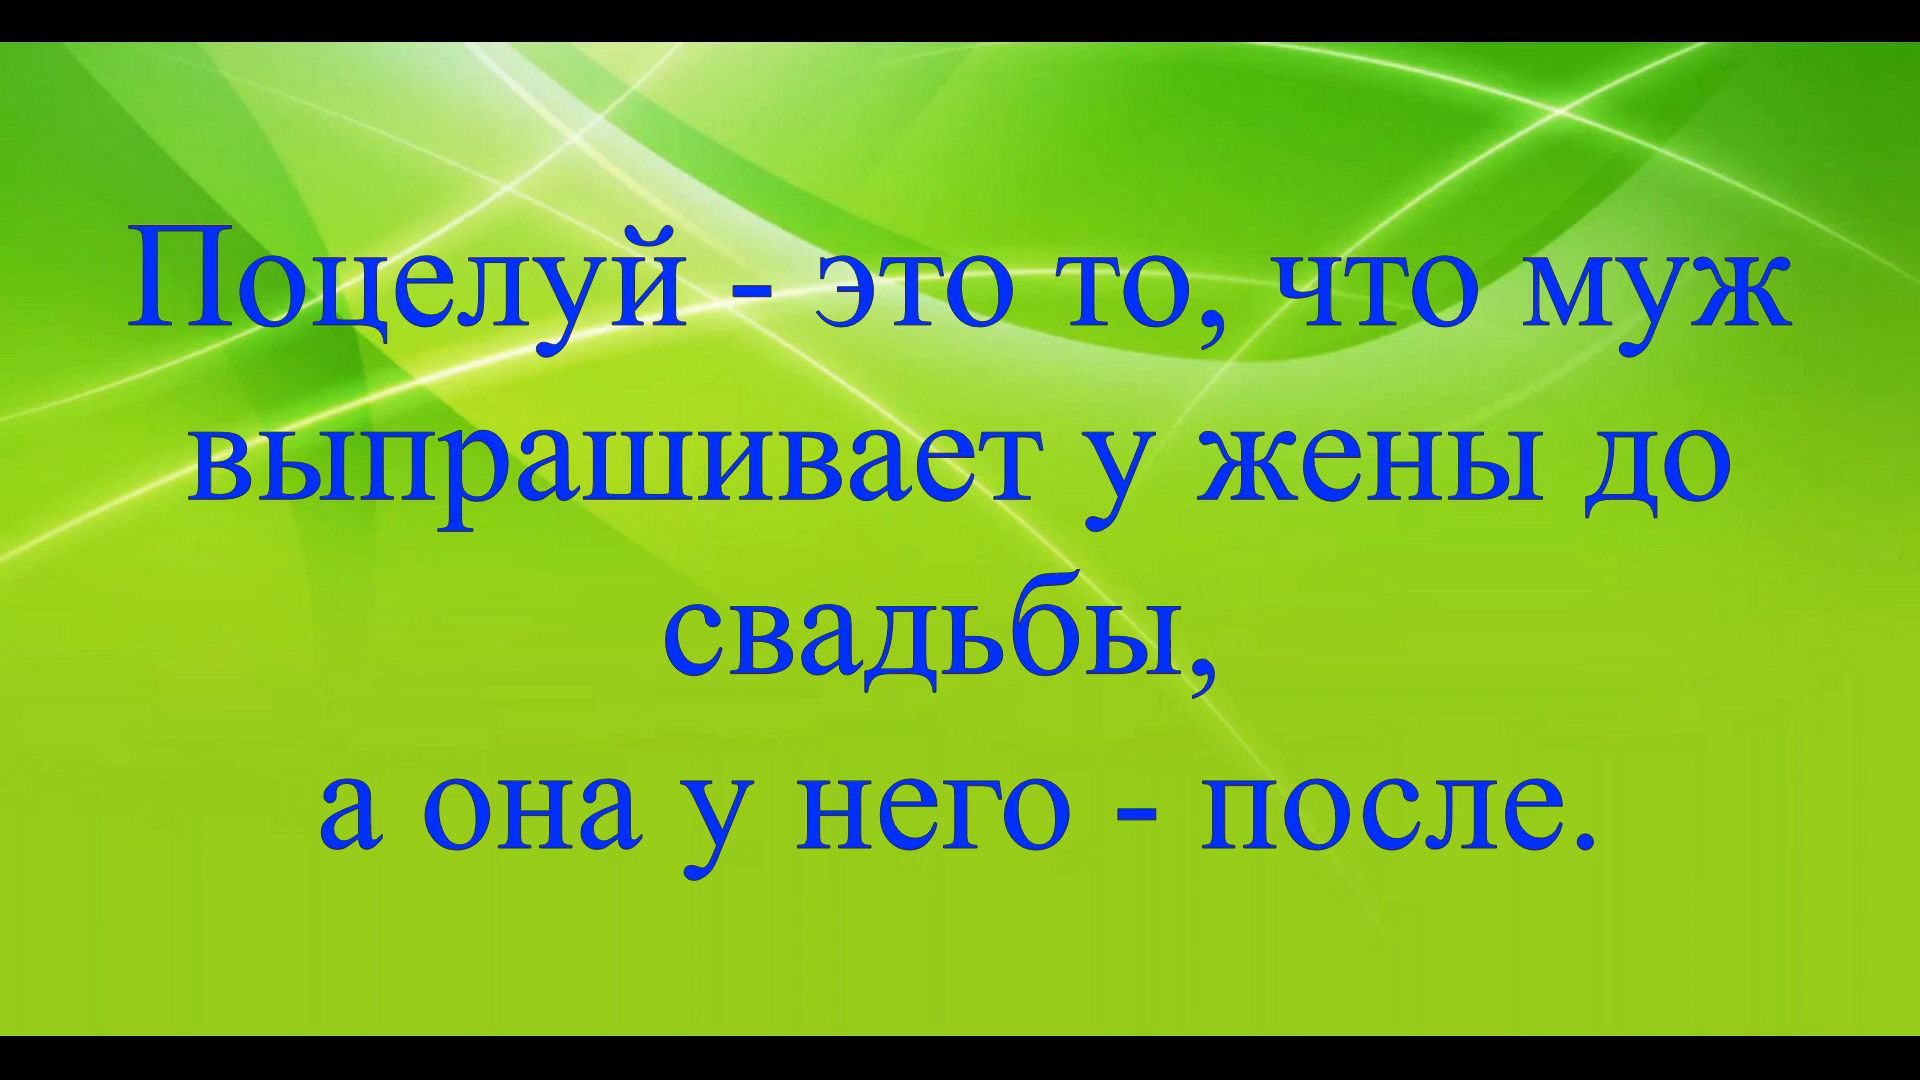 Поцелуй - это то, что муж
выпрашивает у жены до
свадьбы,
а она у него - после.